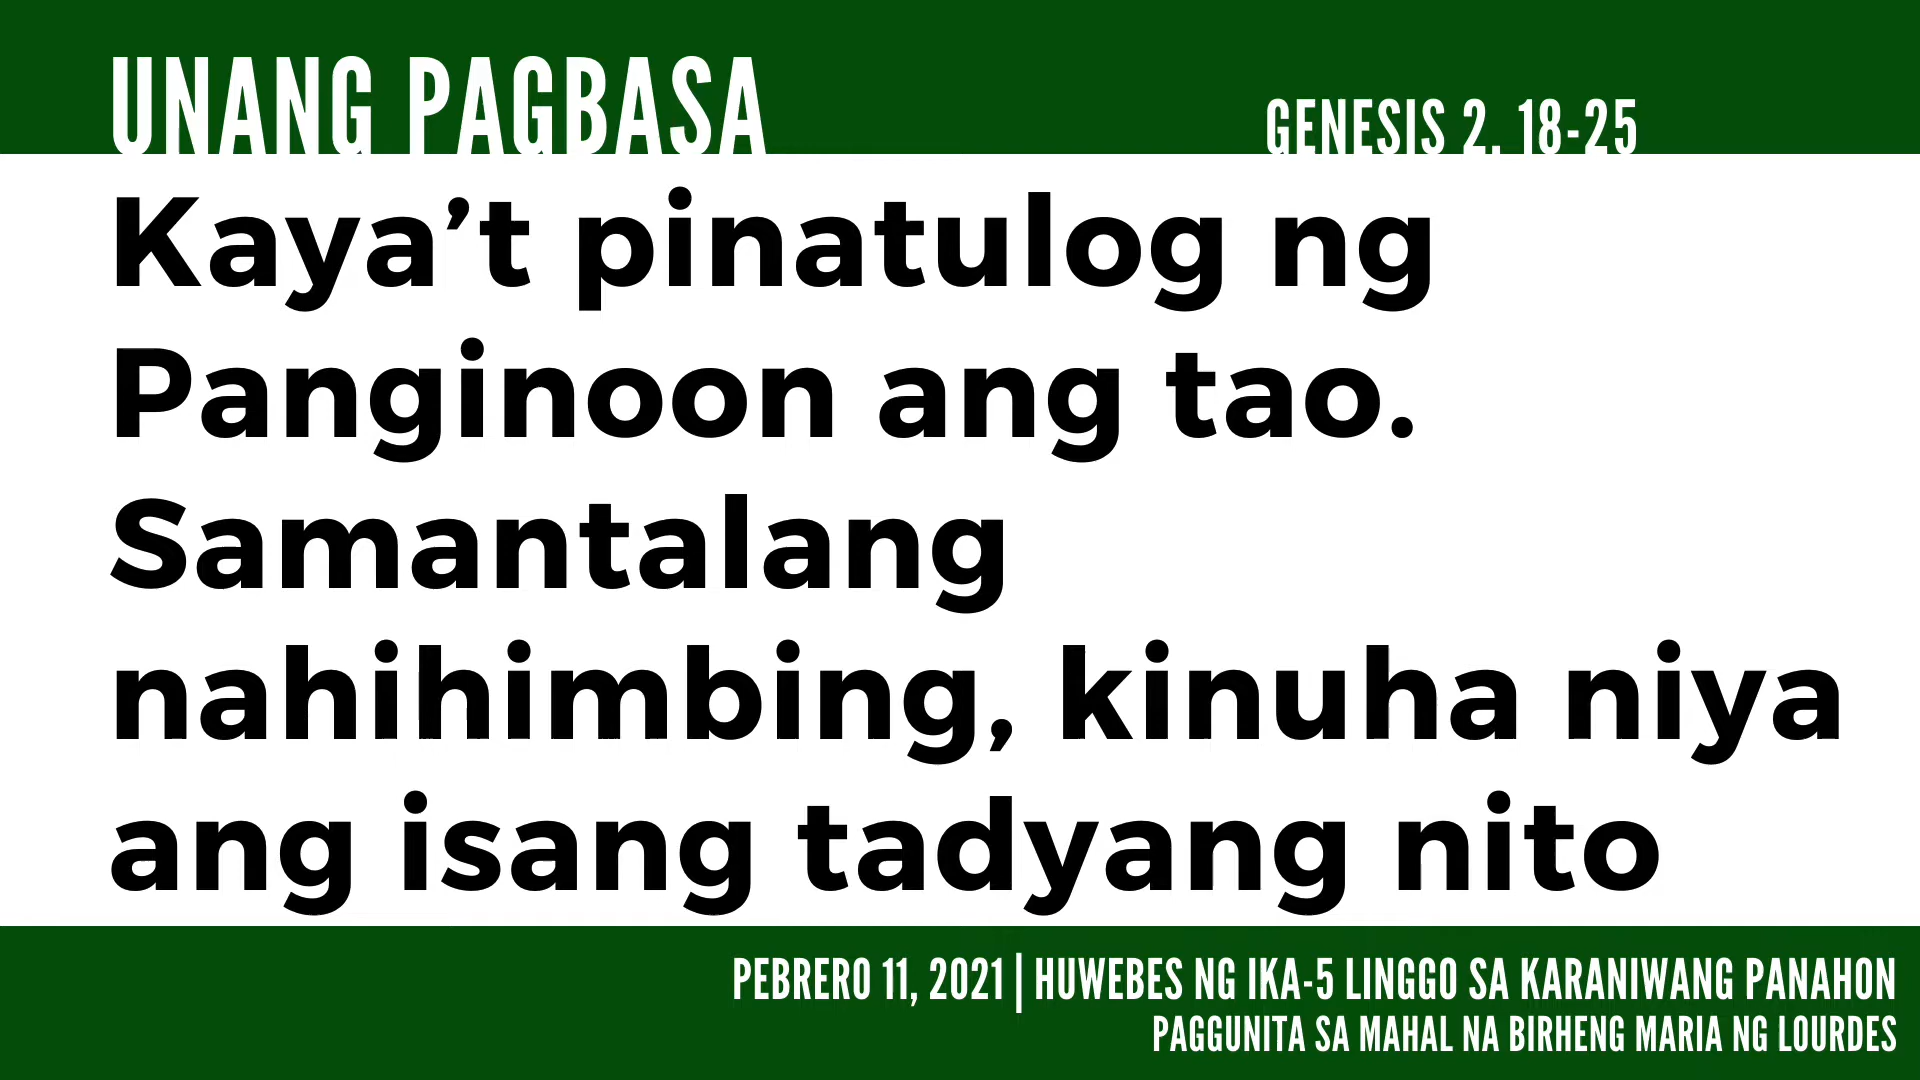 UNANG PAGBASA
GENESIS 2, 18-25
Kaya’t pinatulog ng
Panginoon ang tao.
Samantalang
nahihimbing, kinuha niya
ang isang tadyang nito
PEBRERO 11, 2021 | HUWEBES NG IKA-5 LINGGO SA KARANIWANG PANAHON
PAGGUNITA SA MAHAL NA BIRHENG MARIA NG LOURDES